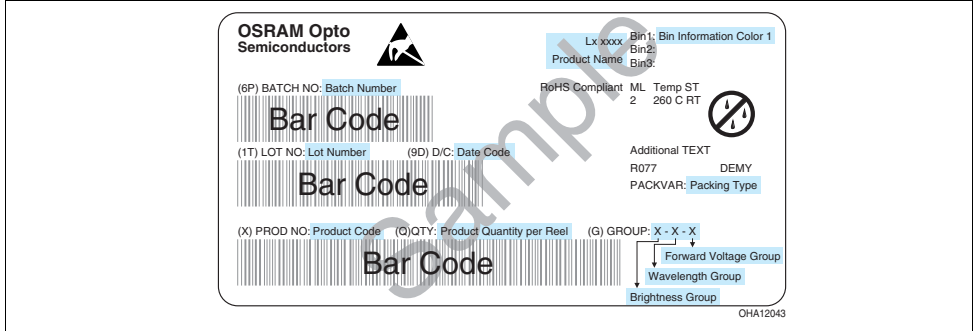 OSRAM Opto
Semiconductors
Lx xxxx
Product Name
Bin1: Bin Information Color 1
Bin2:
Bin3:
(6P) BATCH NO: Batch Number
Bar Code
RoHS Compliant ML Temp ST
2 260 C RT
(1T) LOT NO: Lot Number (9D) D/C: Date Code
Bar Code
Additional TEXT
R077 DEMY
PACKVAR: Packing Type
(X) PROD NO: Product Code (Q)QTY: Product Quantity per Reel (G) GROUP: X - X - X
Bar Code
Forward Voltage Group
Wavelength Group
Brightness Group
Sample
OHA12043